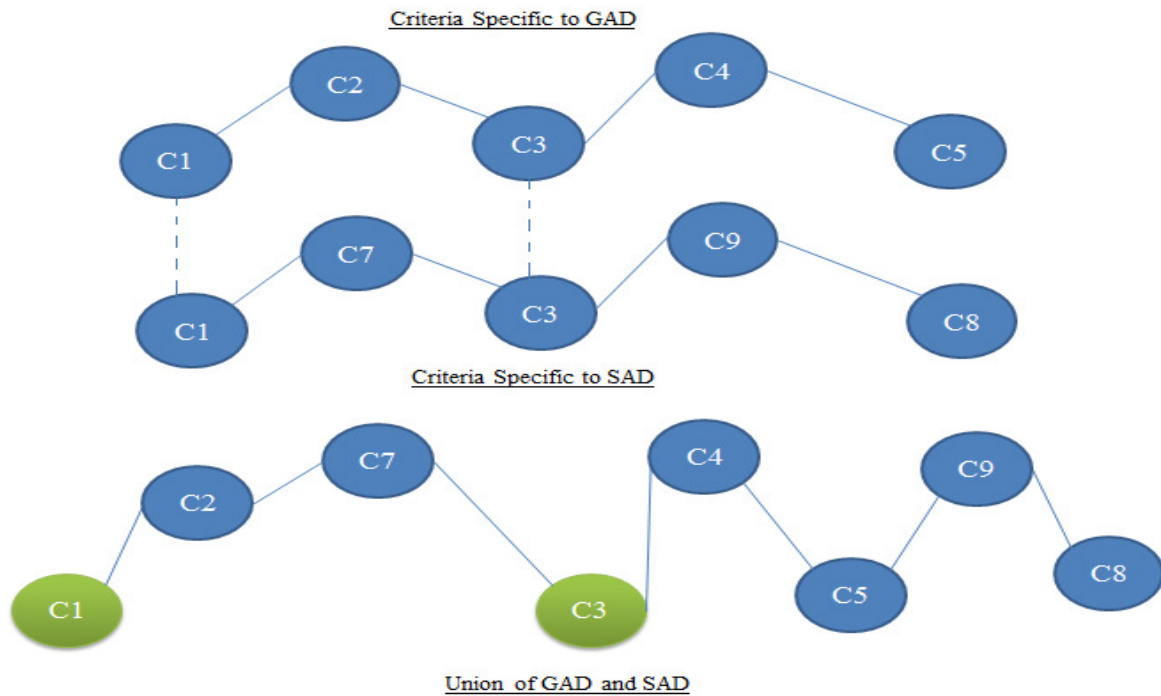 Criteria Specific to GAD
C1
C2
C3
C4
C5
C1
C7
C3
C9
C8
Criteria Specific to SAD
C1
C2
C7
C3
C4
C5
C9
C8
Union of GAD and SAD